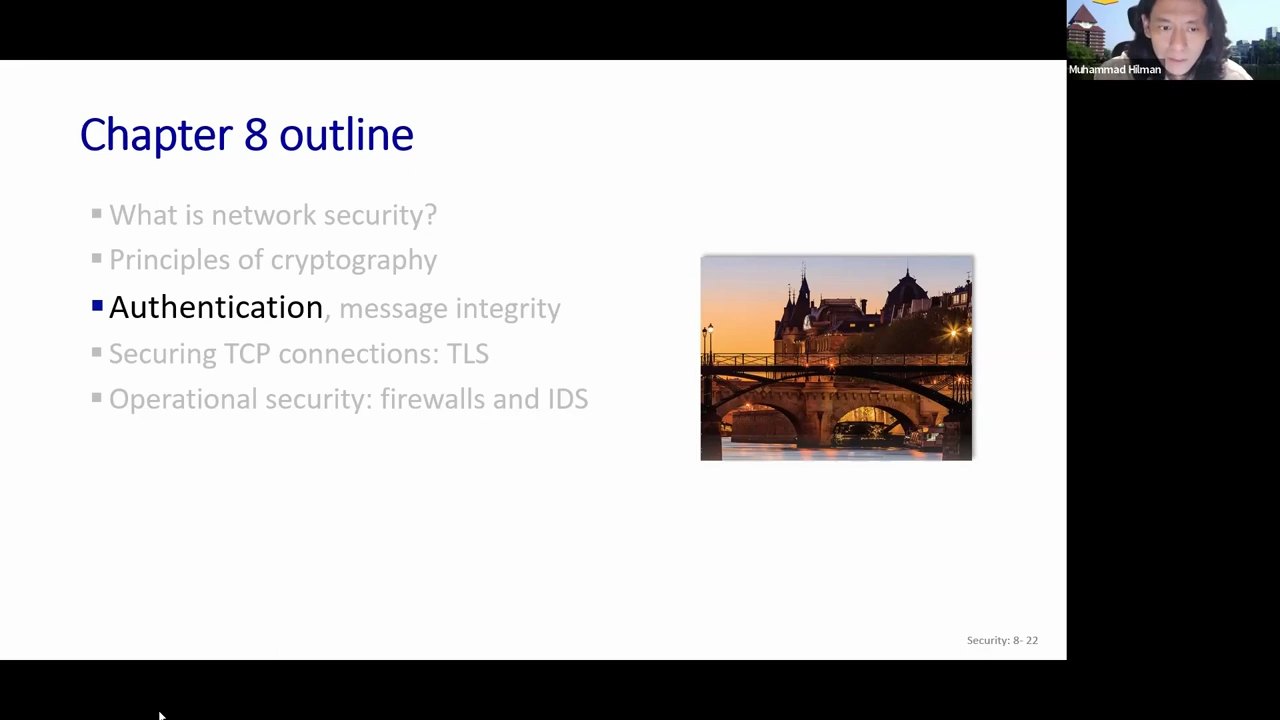 Muhammad Hilman
Chapter 8 outline
What is network security?
Principles of cryptography
Authentication, message integrity
Securing TCP connections: TLS
Operational security: firewalls and IDS
Security: 8- 22